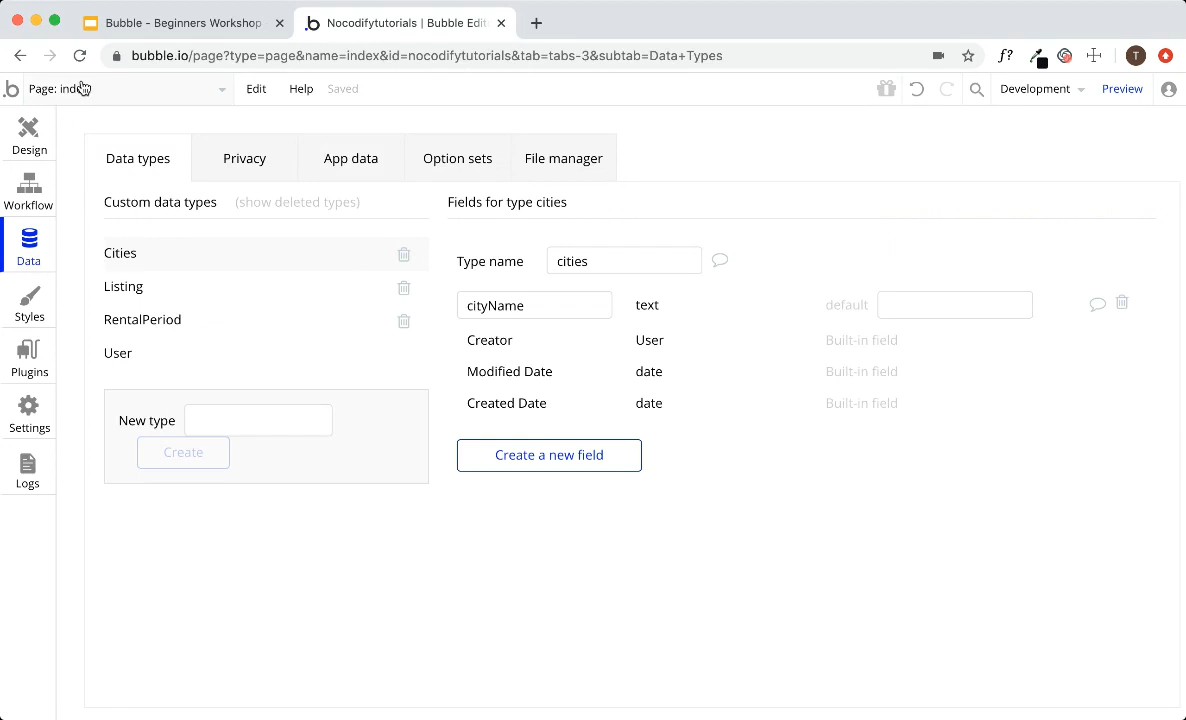 Bubble - Beginners Workshop
Nocodifytutorials | Bubble Edit
bubble.io/page?type=page&name=index&id=nocodifytutorials&tab=tabs-3&subtab=Data+Types
f?
T
b Page: index Edit Help Saved Development Preview
Design
Workflow
Data
Styles
Plugins
Settings
Logs
Data types Privacy App data Option sets File manager
Custom data types (show deleted types)
Cities
Listing
RentalPeriod
User
New type
Create
Fields for type cities
Type name cities
cityName text default
Creator User Built-in field
Modified Date date Built-in field
Created Date date Built-in field
Create a new field